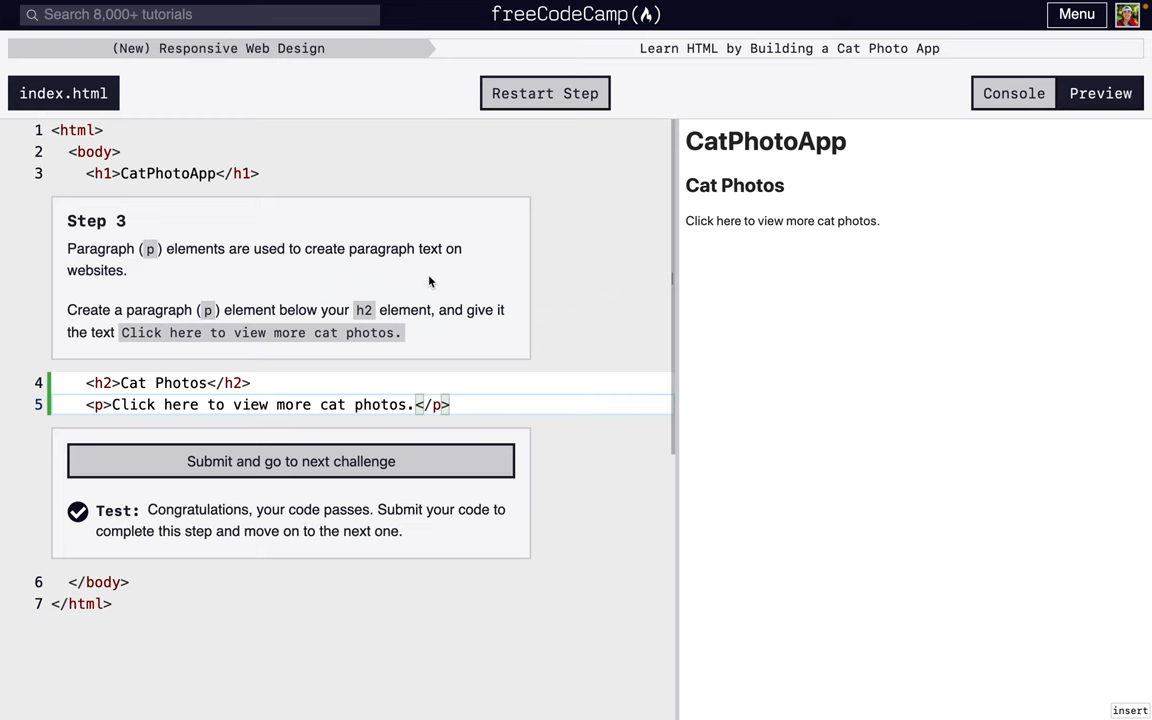 Search 8,000+ tutorials
freeCodeCamp
Menu
(New) Responsive Web Design
Learn HTML by Building a Cat Photo App
index.html
Restart Step
Console
Preview
1 <html>
2 <body>
3 <h1>CatPhotoApp</h1>
Step 3
Paragraph (p) elements are used to create paragraph text on
websites.
Create a paragraph (p) element below your h2 element, and give it
the text Click here to view more cat photos.
4 <h2>Cat Photos</h2>
5 <p>Click here to view more cat photos.</p>
Submit and go to next challenge
Test: Congratulations, your code passes. Submit your code to
complete this step and move on to the next one.
6 </body>
7 </html>
CatPhotoApp
Cat Photos
Click here to view more cat photos.
insert